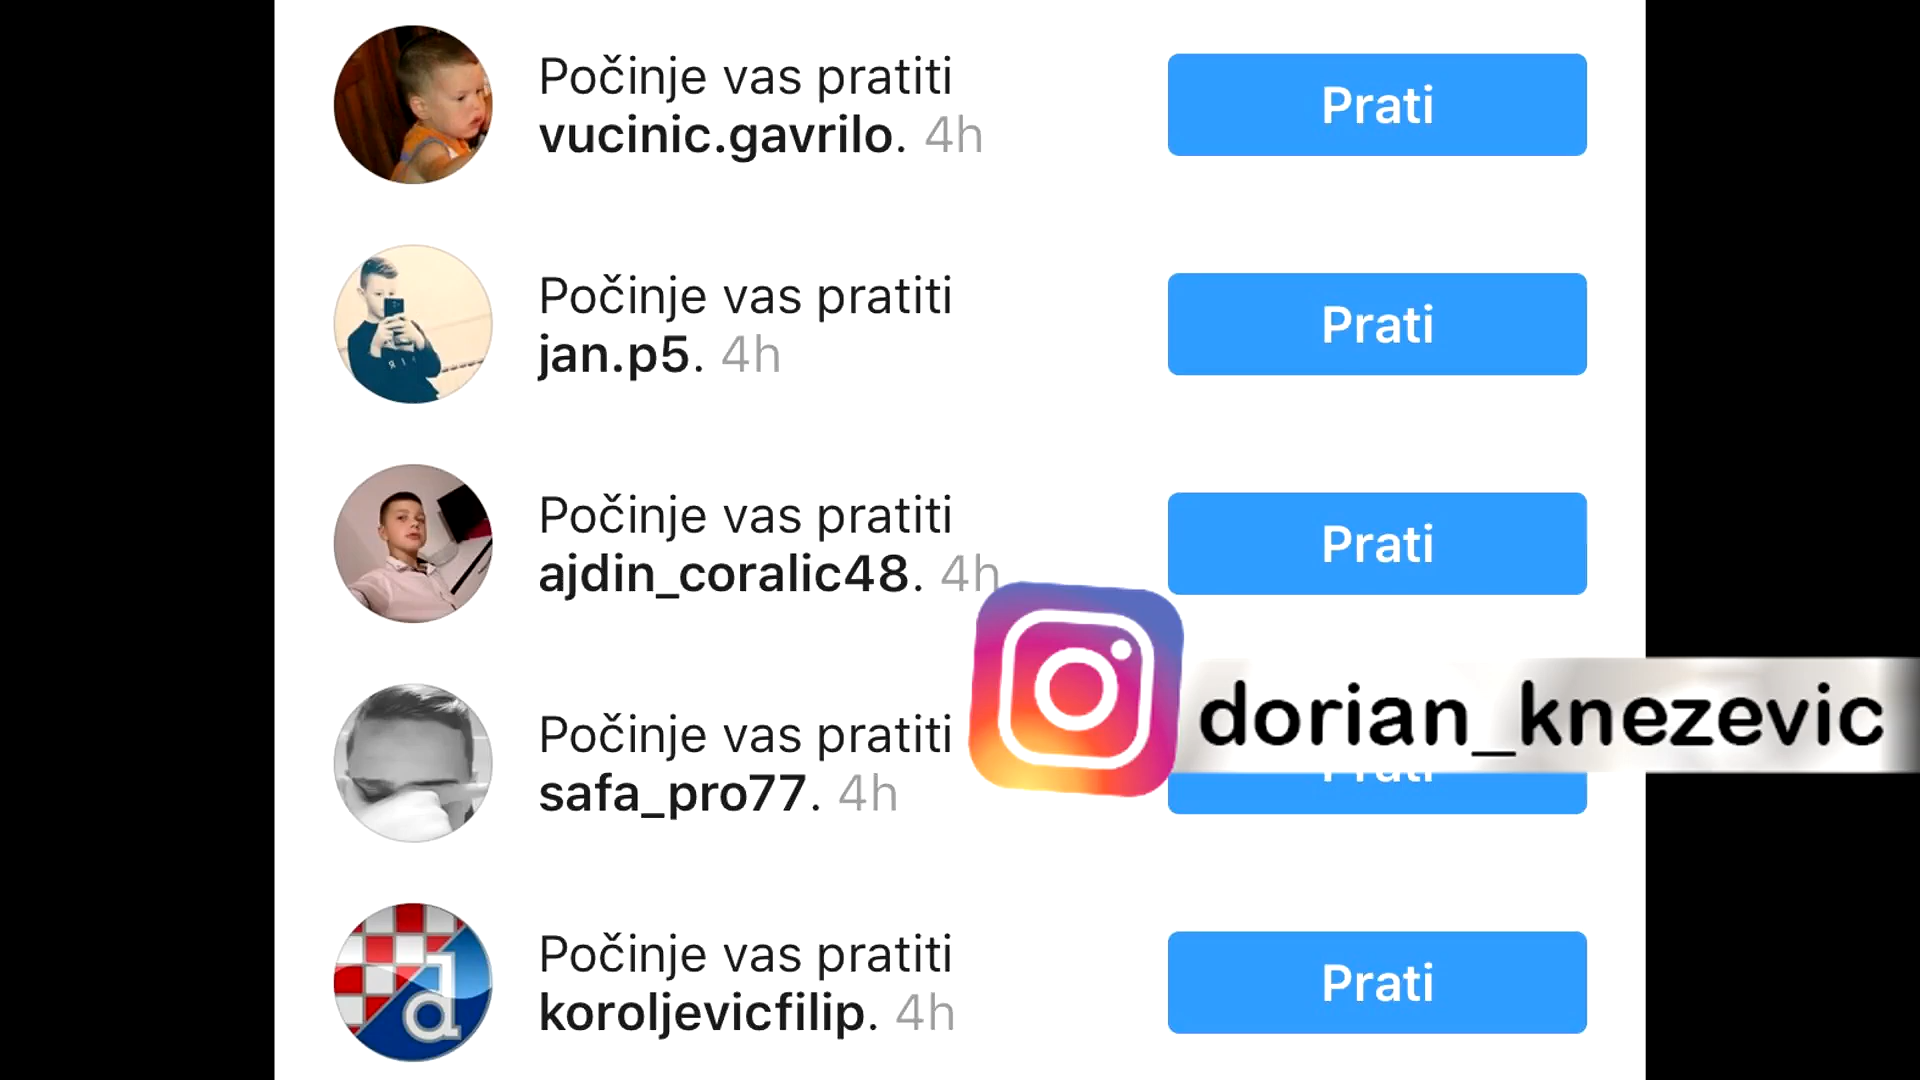 Počinje vas pratiti
vucinic.gavrilo. 4h
Prati
Počinje vas pratiti
jan.p5. 4h
Prati
Počinje vas pratiti
ajdin_coralic48. 4h
Prati
Počinje vas pratiti
safa_pro77. 4h
Prati
dorian_knezevic
Počinje vas pratiti
koroljevicfilip. 4h
Prati